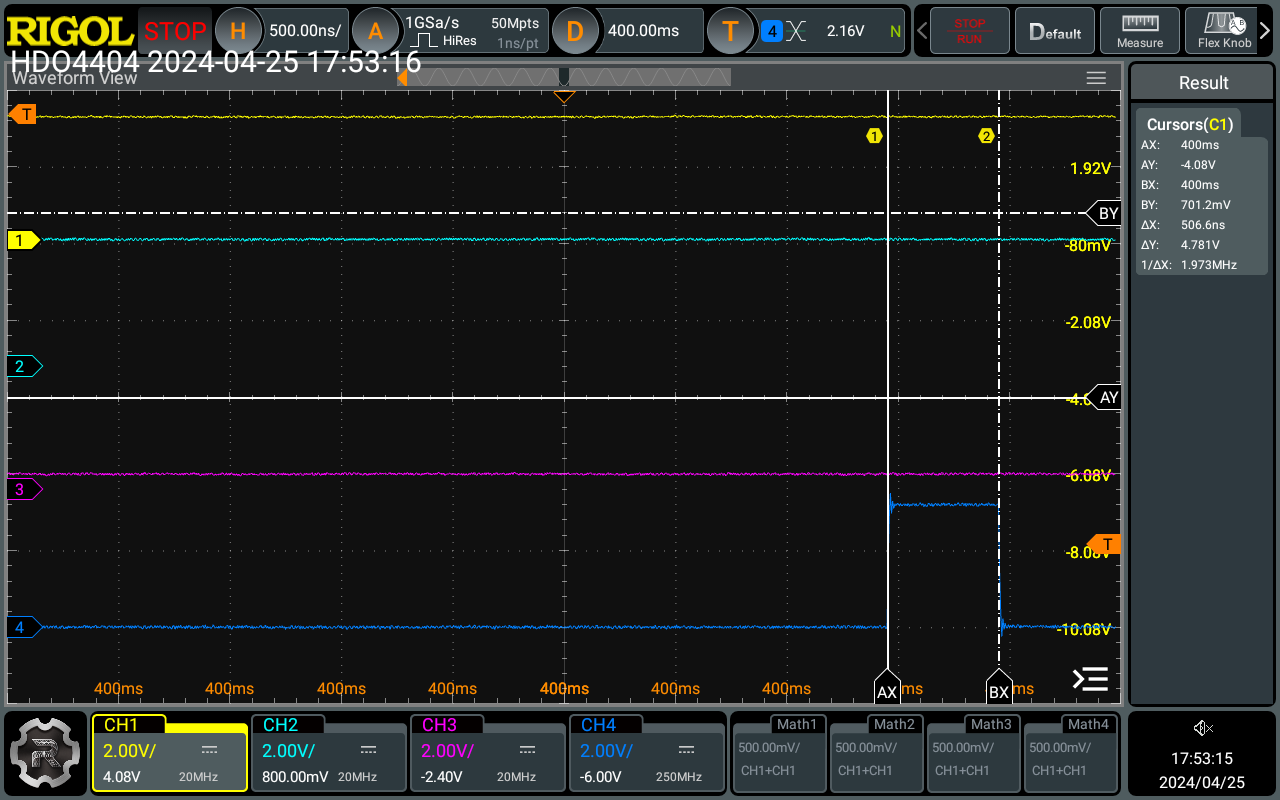 RIGOL STOP H 500.00ns/ A 1GSa/s 50Mpts HiRes 1ns/pt D 400.00ms T 4 2.16V N STOP RUN Default Measure Flex Knob
HDO4404 2024-04-25 17:53:16
Waveform View
Result
T
1 2
Cursors(C1)
AX: 400ms
AY: -4.08V
BX: 400ms
BY: 701.2mV
ΔX: 506.6ns
ΔY: 4.781V
1/ΔX: 1.973MHz
1.92V
BY
1
-80mV
-2.08V
2
AY
-6.08V
3
T
-8.08V
4
-10.08V
400ms 400ms 400ms 400ms 400ms 400ms 400ms AX ms BX ms
CH1 CH2 CH3 CH4 Math1 Math2 Math3 Math4
2.00V/ 2.00V/ 2.00V/ 2.00V/ 500.00mV/ 500.00mV/ 500.00mV/ 500.00mV/
4.08V 20MHz 800.00mV 20MHz -2.40V 20MHz -6.00V 250MHz CH1+CH1 CH1+CH1 CH1+CH1 CH1+CH1
17:53:15
2024/04/25